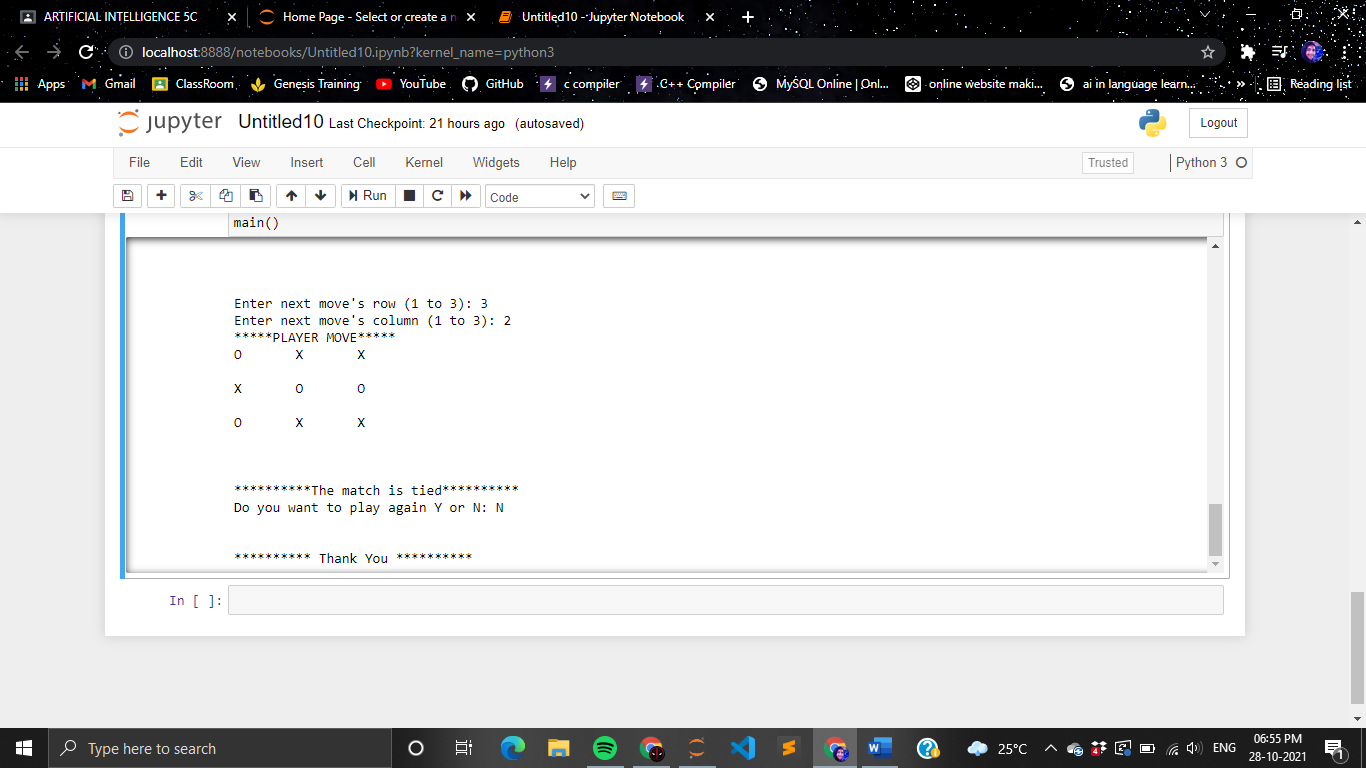 ARTIFICIAL INTELLIGENCE 5C
Home Page - Select or create a n
Untitled10 - Jupyter Notebook
localhost:8888/notebooks/Untitled10.ipynb?kernel_name=python3
Apps Gmail ClassRoom Genesis Training YouTube GitHub c compiler C++ Compiler MySQL Online | Onl... online website maki... ai in language learn... » Reading list
jupyter Untitled10 Last Checkpoint: 21 hours ago (autosaved) Logout
File Edit View Insert Cell Kernel Widgets Help Trusted Python 3
Run Code
main()
Enter next move's row (1 to 3): 3
Enter next move's column (1 to 3): 2
*****PLAYER MOVE*****
O X X
X O O
O X X
**********The match is tied**********
Do you want to play again Y or N: N
********** Thank You **********
In [ ]:
Type here to search 25°C ENG 06:55 PM
28-10-2021
1